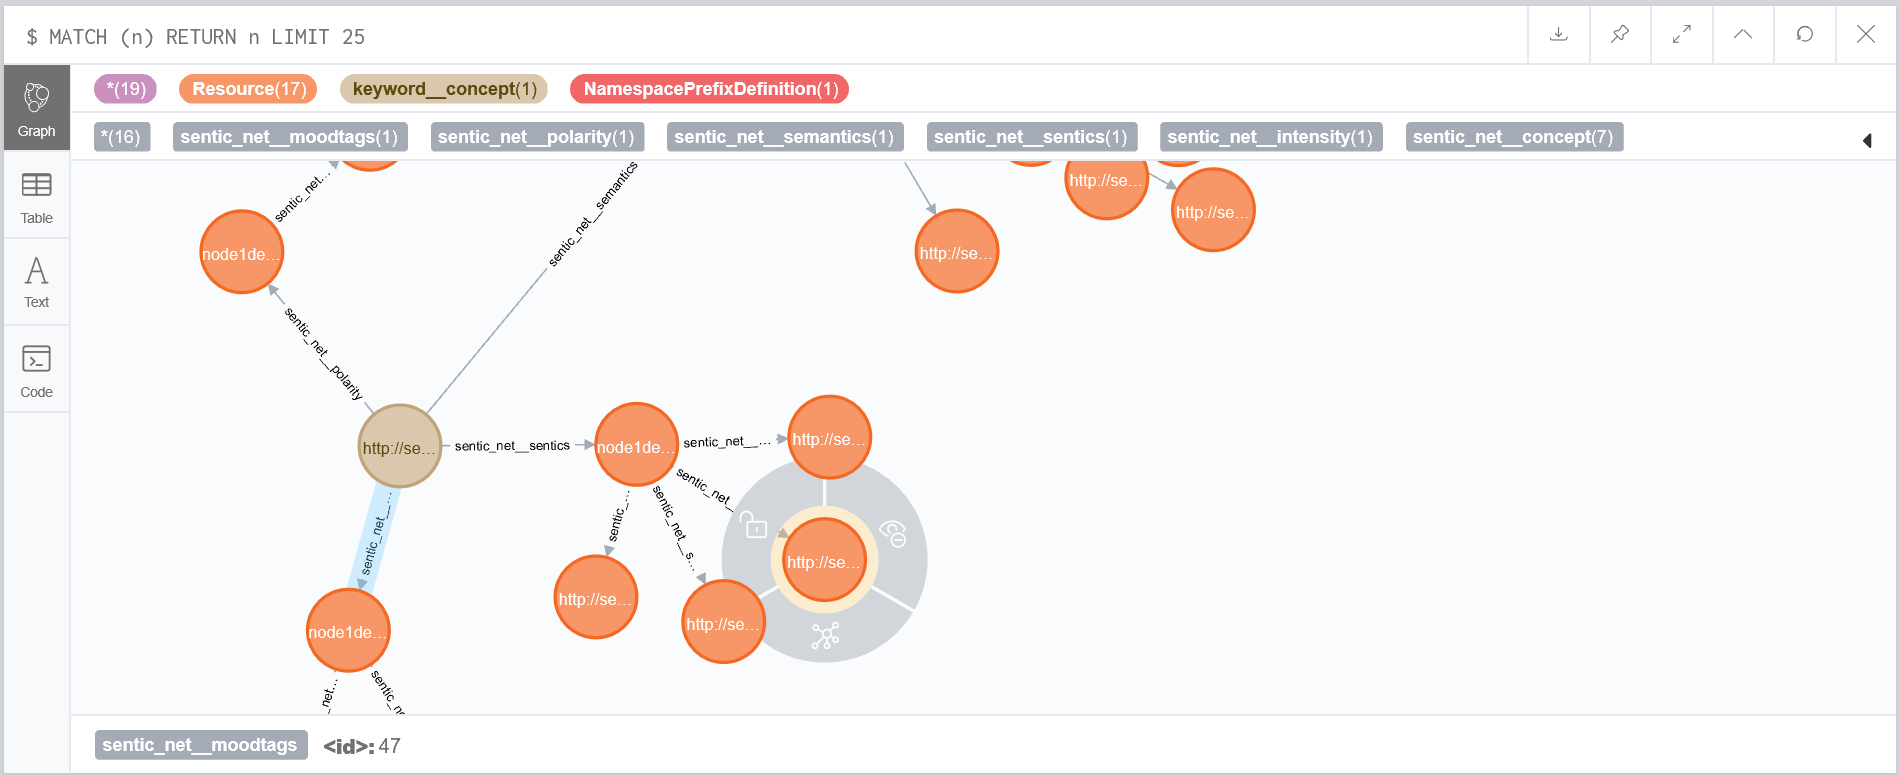 $ MATCH (n) RETURN n LIMIT 25
Graph
Table
Text
Code
*(19) Resource(17) keyword__concept(1) NamespacePrefixDefinition(1)
*(16) sentic_net__moodtags(1) sentic_net__polarity(1) sentic_net__semantics(1) sentic_net__sentics(1) sentic_net__intensity(1) sentic_net__concept(7)
sentic_net...
sentic_net__semantics
http://se...
http://se...
node1de...
http://se...
sentic_net__polarity
http://se...
sentic_net__sentics
node1de...
sentic_net__...
http://se...
sentic_net__...
sentic_net_
sentic_...
sentic_net__s...
http://se...
http://se...
http://se...
node1de...
_net...
sentic_ne
sentic_net__moodtags <id>: 47